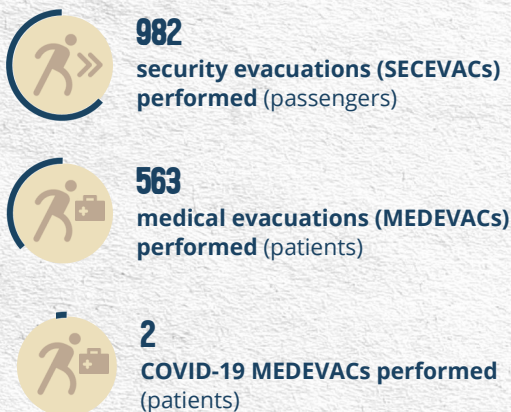 982
security evacuations (SECEVACs)
performed (passengers)
563
medical evacuations (MEDEVACs)
performed (patients)
2
COVID-19 MEDEVACs performed
(patients)